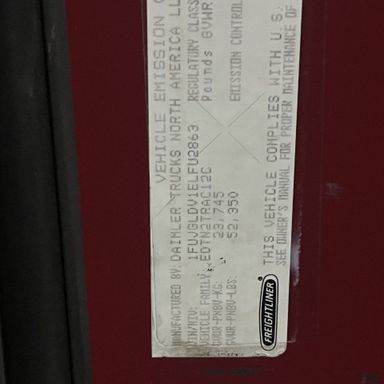 VEHICLE EMISSION
MANUFACTURED BY: DAIMLER TRUCKS NORTH AMERICA LL
VIN/NIV: 1FUJGLDV1ELFU2863 REGULATORY CLASS
VEHICLE FAMILY: EDTN2TRAC12C Pounds GVWR
GVWR-PNBV-KG: 23,745
GVWR-PNBV-LBS: 52,350 EMISSION CONTROL
THIS VEHICLE COMPLIES WITH U.S.
SEE OWNER'S MANUAL FOR PROPER MAINTENANCE OF
FREIGHTLINER